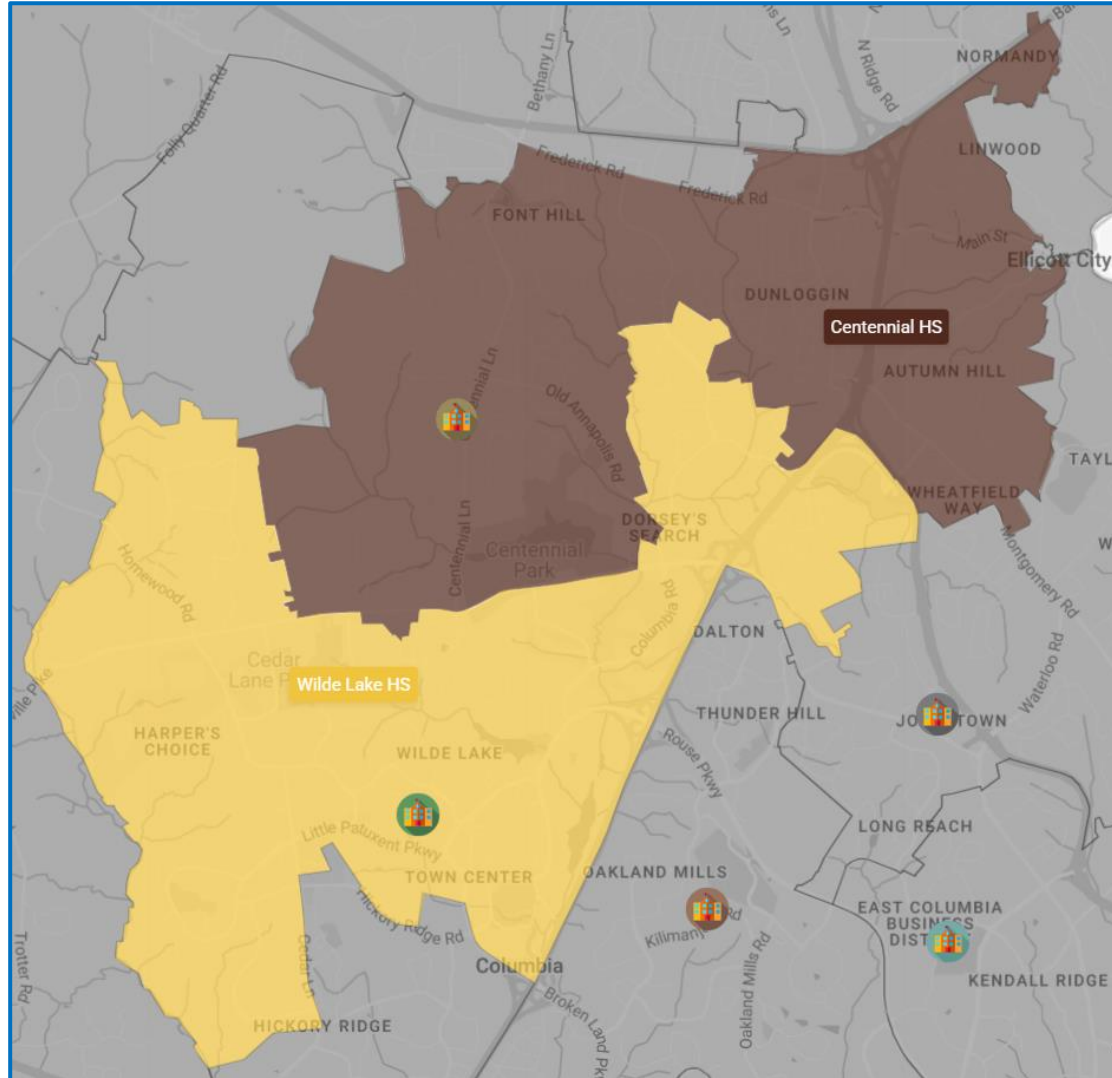 NORMANDY
Bethany Ln
N Ridge Rd
Folly Quarter Rd
LINWOOD
Frederick Rd
Frederick Rd
FONT HILL
Main St
Ellicott City
DUNLOGGIN
Centennial HS
AUTUMN HILL
Old Annapolis Rd
TAYL
WHEATFIELD
WAY
DORSEY'S
SEARCH
Centennial Ln
Centennial
Park
Montgomery Rd
Homewood Rd
Columbia Rd
DALTON
Cedar
Wilde Lake HS
Waterloo Rd
THUNDER HILL
HARPER'S
CHOICE
WILDE LAKE
Rouse Pkwy
Little Patuxent Pkwy
LONG REACH
TOWN CENTER
OAKLAND MILLS
EAST COLUMBIA
BUSINESS
Hickory Ridge Rd
Trotter Rd
Cedar Ln
Columbia
Oakland Mills Rd
KENDALL RIDGE
HICKORY RIDGE
Broken Land Pk